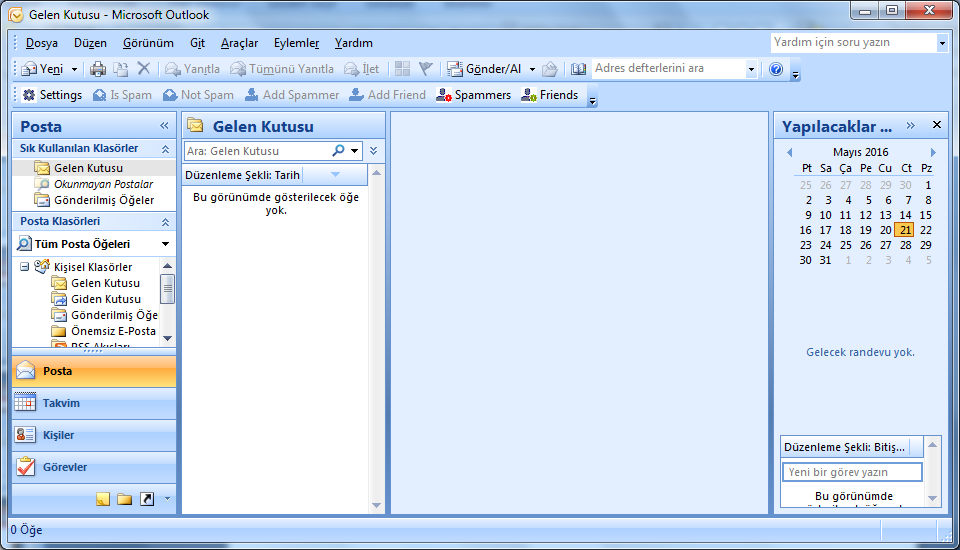 Gelen Kutusu - Microsoft Outlook
Dosya Düzen Görünüm Git Araçlar Eylemler Yardım
Yardım için soru yazın
Yeni Yanıtla Tümünü Yanıtla İlet Gönder/Al Adres defterlerini ara
Settings Is Spam Not Spam Add Spammer Add Friend Spammers Friends
Posta
Sık Kullanılan Klasörler
Gelen Kutusu
Okunmayan Postalar
Gönderilmiş Öğeler
Posta Klasörleri
Tüm Posta Öğeleri
Kişisel Klasörler
Gelen Kutusu
Giden Kutusu
Gönderilmiş Öğe
Önemsiz E-Posta
RSS Akışları
Posta
Takvim
Kişiler
Görevler
Gelen Kutusu
Ara: Gelen Kutusu
Düzenleme Şekli: Tarih
Bu görünümde gösterilecek öğe
yok.
Yapılacaklar ...
Mayıs 2016
Pt Sa Ça Pe Cu Ct Pz
25 26 27 28 29 30 1
2 3 4 5 6 7 8
9 10 11 12 13 14 15
16 17 18 19 20 21 22
23 24 25 26 27 28 29
30 31 1 2 3 4 5
Gelecek randevu yok.
Düzenleme Şekli: Bitiş...
Yeni bir görev yazın
Bu görünümde
0 Öğe